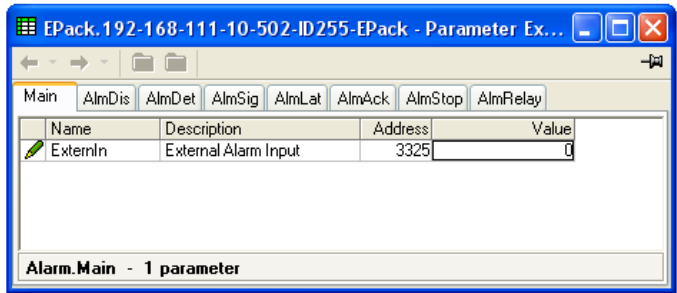 EPack.192-168-111-10-502-ID255-EPack - Parameter Ex...
Main AlmDis AlmDet AlmSig AlmLat AlmAck AlmStop AlmRelay
Name Description Address Value
ExternIn External Alarm Input 3325 0
Alarm.Main - 1 parameter